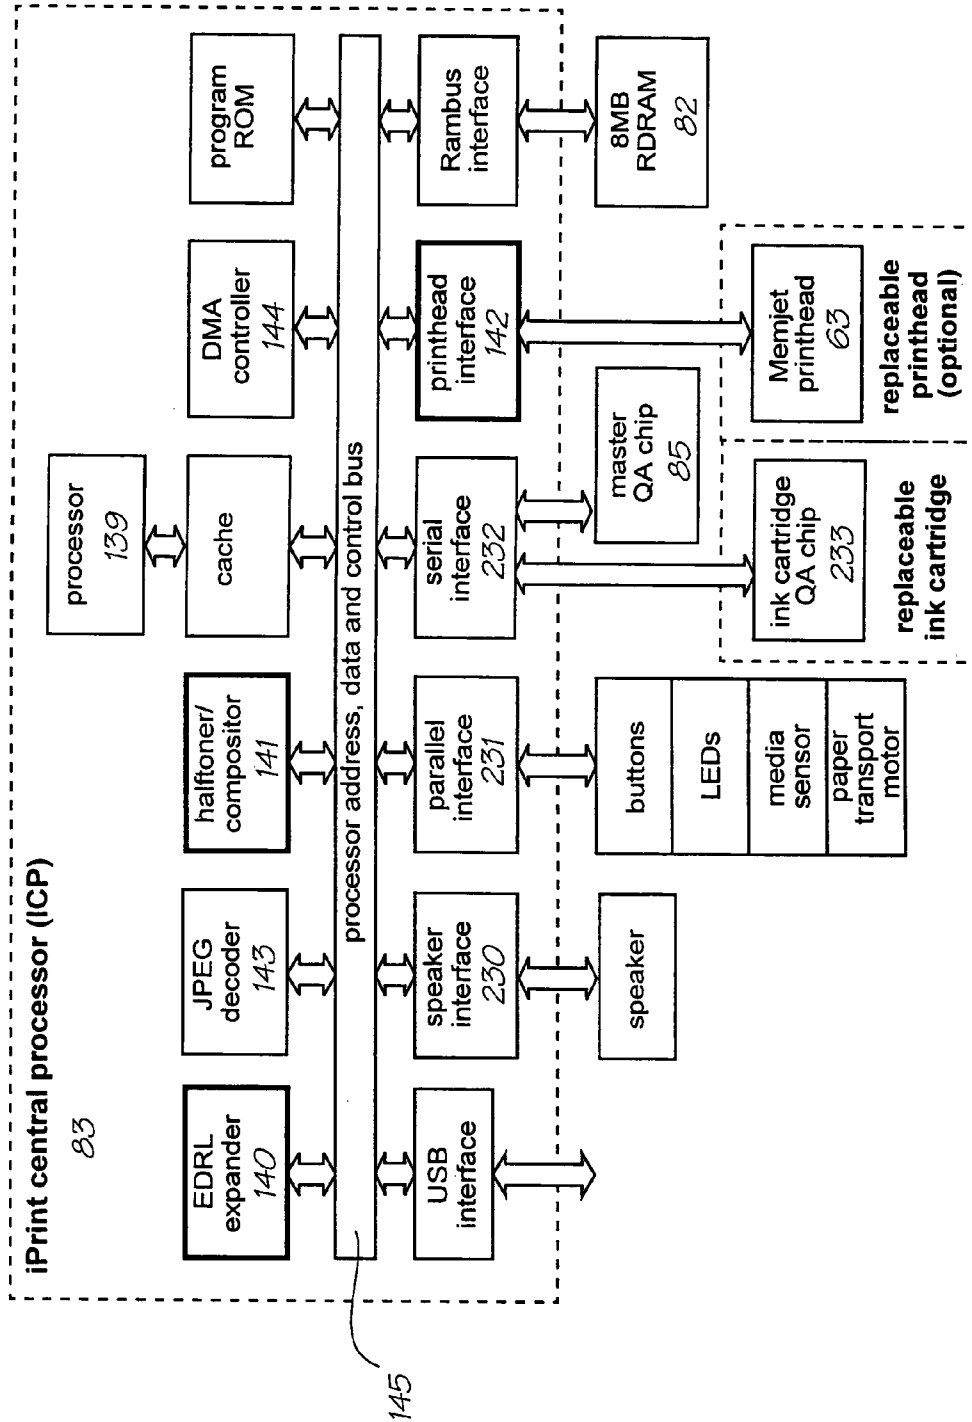 iPrint central processor (ICP)
83
processor
139
EDRL
expander
140
JPEG
decoder
143
halftoner/
compositor
141
cache
DMA
controller
144
program
ROM
processor address, data and control bus
145
USB
interface
speaker
interface
230
parallel
interface
231
serial
interface
232
printhead
interface
142
Rambus
interface
speaker
buttons
LEDs
media
sensor
paper
transport
motor
master
QA chip
85
8MB
RDRAM
82
ink cartridge
QA chip
233
replaceable
ink cartridge
Memjet
printhead
63
replaceable
printhead
(optional)